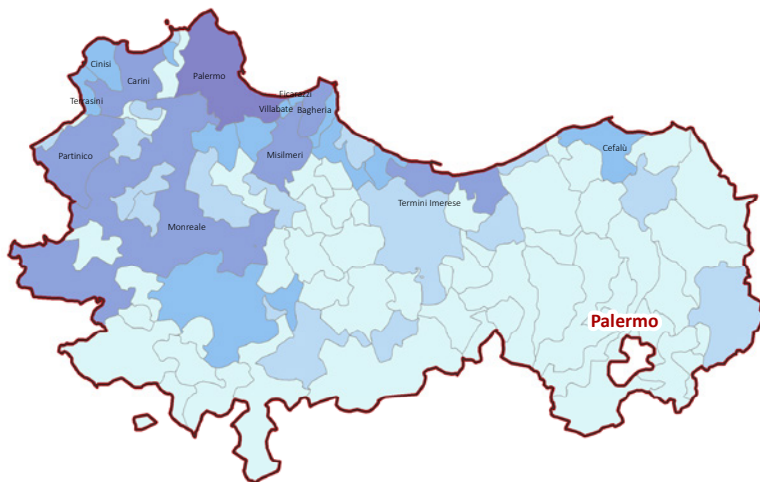 Cinisi
Carini
Palermo
Terrasini
Ficarazzi
Villabate
Bagheria
Partinico
Misilmeri
Cefalù
Termini Imerese
Monreale
Palermo